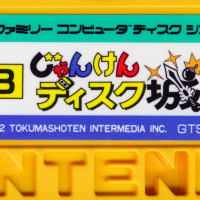 ファミリー コンピュータ ディスク シ
B
じゃんけん
ディスク城
2 TOKUMASHOTEN INTERMEDIA INC. GTS
NTEN